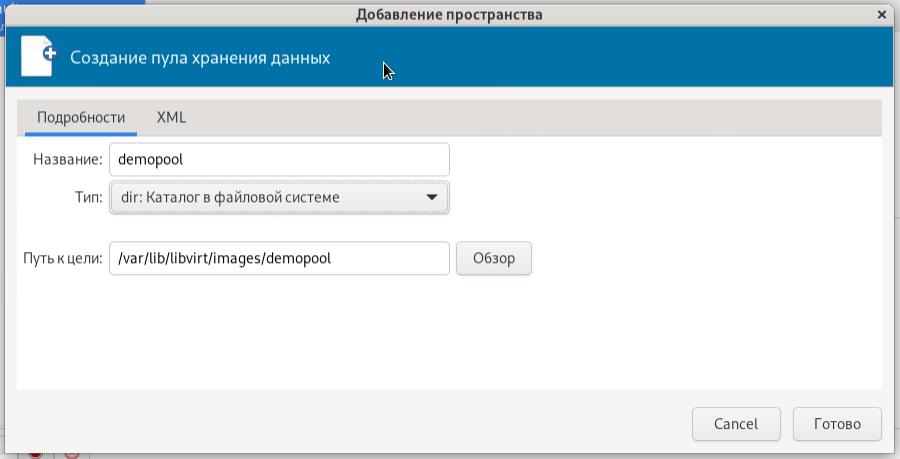 Добавление пространства
Создание пула хранения данных
Подробности XML
Название: demopool
Тип: dir: Каталог в файловой системе
Путь к цели: /var/lib/libvirt/images/demopool Обзор
Cancel Готово